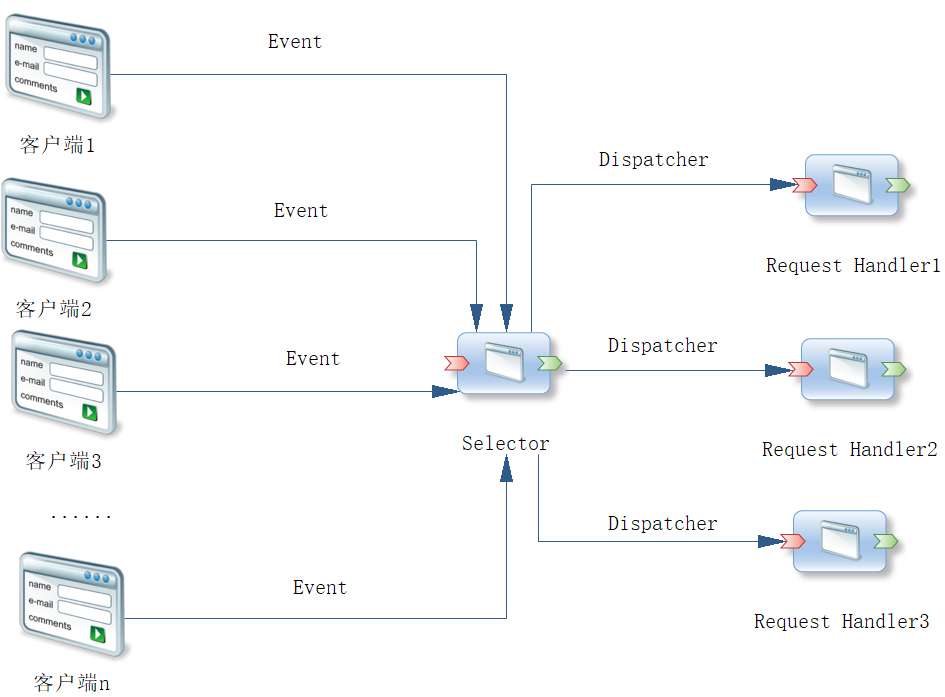 name
e-mail
comments
客户端1
Event
name
e-mail
comments
客户端2
Event
name
e-mail
comments
客户端3
Event
......
name
e-mail
comments
客户端n
Event
Selector
Dispatcher
Request Handler1
Dispatcher
Request Handler2
Dispatcher
Request Handler3